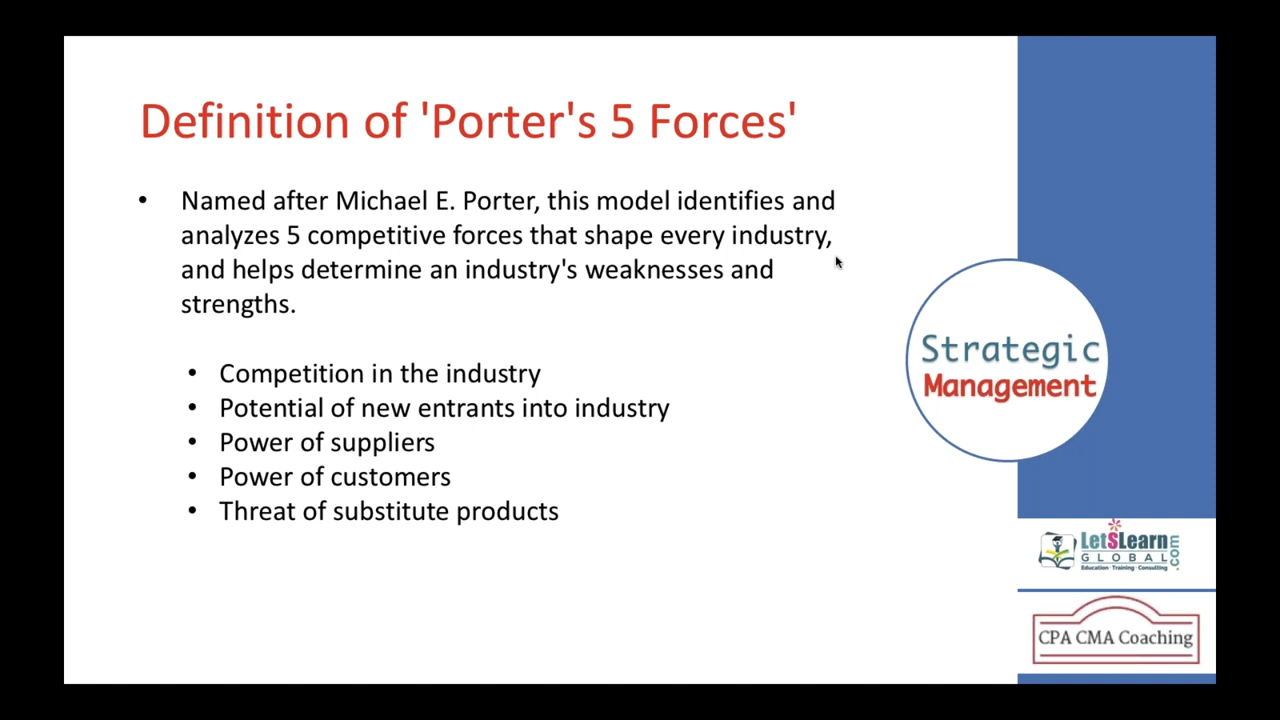 Definition of 'Porter's 5 Forces'
• Named after Michael E. Porter, this model identifies and
analyzes 5 competitive forces that shape every industry,
and helps determine an industry's weaknesses and
strengths.
• Competition in the industry
• Potential of new entrants into industry
• Power of suppliers
• Power of customers
• Threat of substitute products
Strategic
Management
LetSLearn
GLOBAL
.com
Education · Training · Consulting
CPA CMA Coaching